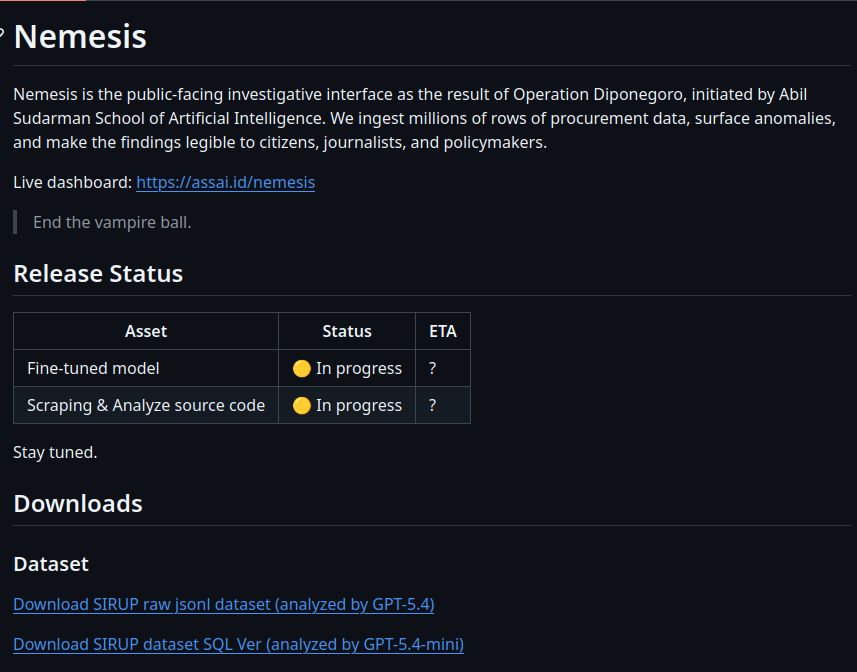 Nemesis
Nemesis is the public-facing investigative interface as the result of Operation Diponegoro, initiated by Abil
Sudarman School of Artificial Intelligence. We ingest millions of rows of procurement data, surface anomalies,
and make the findings legible to citizens, journalists, and policymakers.
Live dashboard: https://assai.id/nemesis
End the vampire ball.
Release Status
Asset Status ETA
Fine-tuned model 🟡 In progress ?
Scraping & Analyze source code 🟡 In progress ?
Stay tuned.
Downloads
Dataset
Download SIRUP raw jsonl dataset (analyzed by GPT-5.4)
Download SIRUP dataset SQL Ver (analyzed by GPT-5.4-mini)